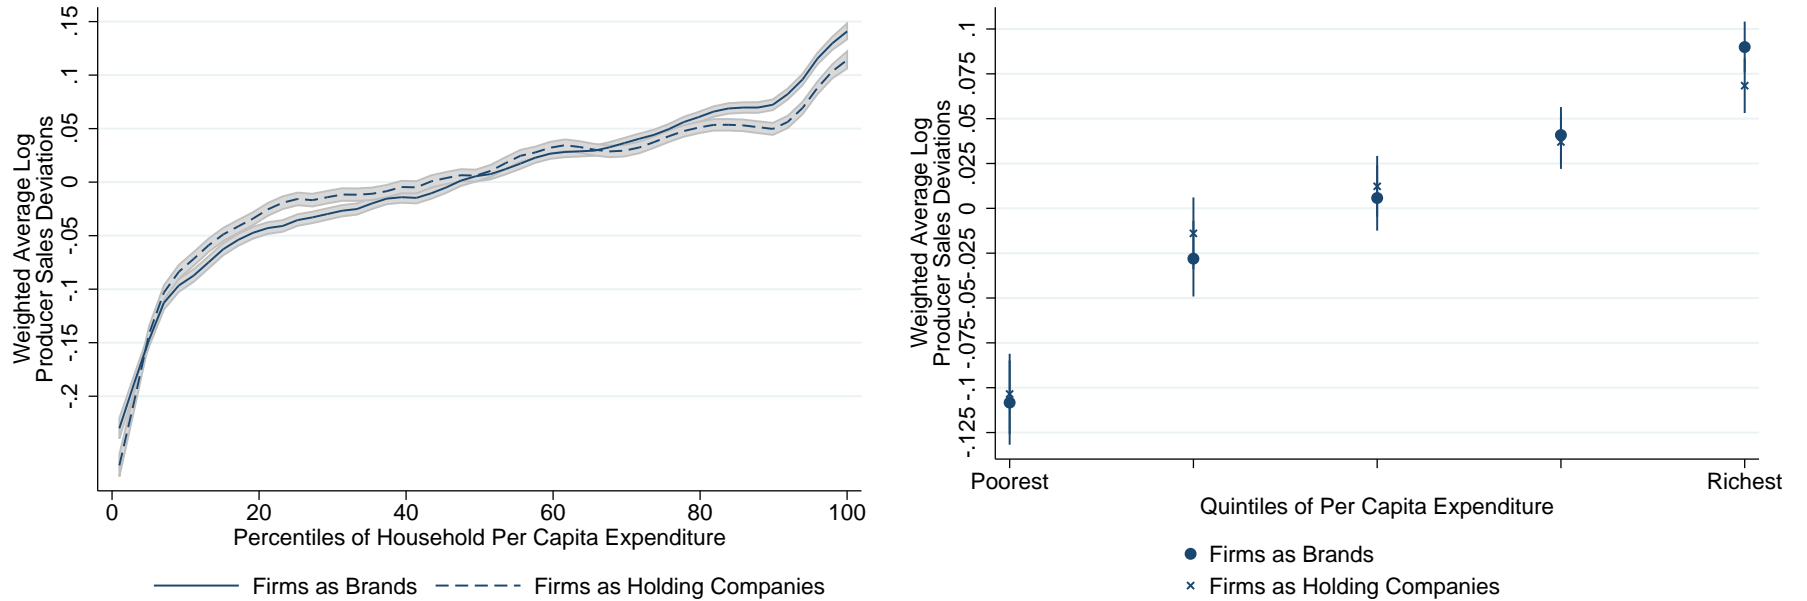 Weighted Average Log
Producer Sales Deviations
.15
.1
.05
0
-.05
-.1
-.15
-.2
0 20 40 60 80 100
Percentiles of Household Per Capita Expenditure
Firms as Brands Firms as Holding Companies
Weighted Average Log
Producer Sales Deviations
.1
.075
.05
.025
0
-.025
-.05
-.075
-.1
-.125
Poorest Richest
Quintiles of Per Capita Expenditure
Firms as Brands
Firms as Holding Companies